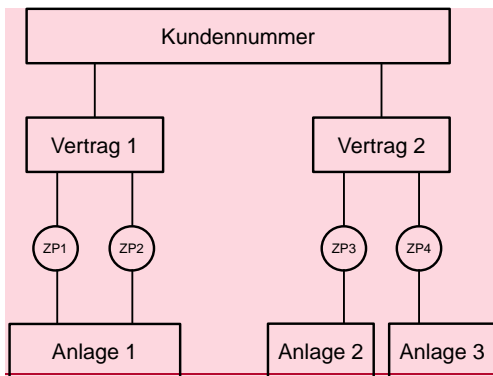 Kundennummer
Vertrag 1 Vertrag 2
ZP1 ZP2 ZP3 ZP4
Anlage 1 Anlage 2 Anlage 3